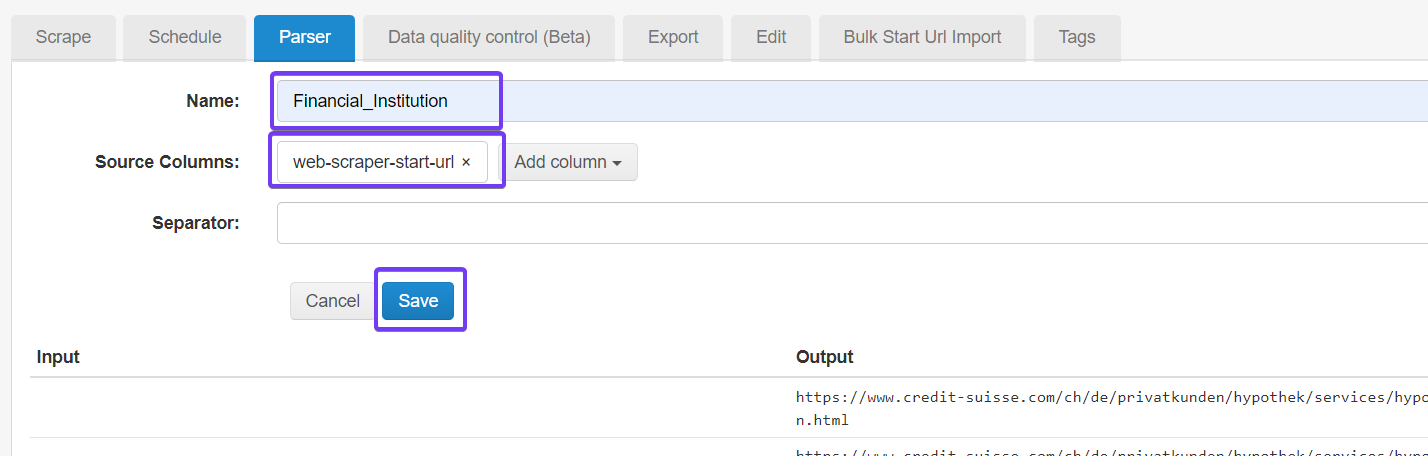 Scrape Schedule Parser Data quality control (Beta) Export Edit Bulk Start Url Import Tags
Name: Financial_Institution
Source Columns: web-scraper-start-url × Add column
Separator:
Cancel Save
Input Output
https://www.credit-suisse.com/ch/de/privatkunden/hypothek/services/hypo
n.html